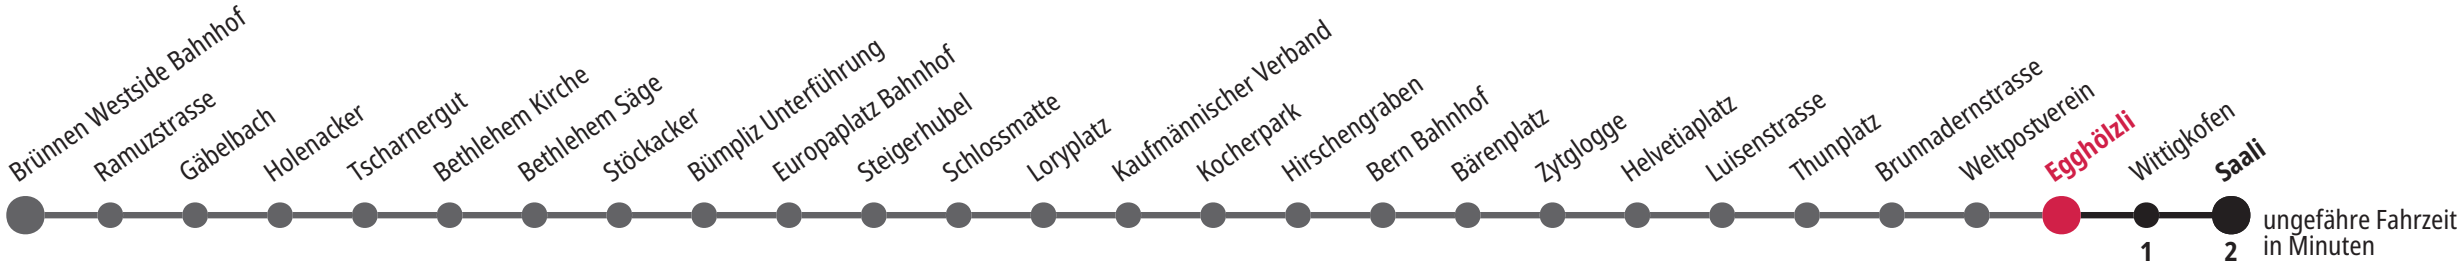 Brünnen Westside Bahnhof
Ramuzstrasse
Gäbelbach
Holenacker
Tscharnergut
Bethlehem Kirche
Bethlehem Säge
Stöckacker
Bümpliz Unterführung
Europaplatz Bahnhof
Steigerhubel
Schlossmatte
Loryplatz
Kaufmännischer Verband
Kocherpark
Hirschengraben
Bern Bahnhof
Bärenplatz
Zytglogge
Helvetiaplatz
Luisenstrasse
Thunplatz
Brunnadernstrasse
Weltpostverein
Egghölzli
Wittigkofen
Saali
1
2
ungefähre Fahrzeit
in Minuten